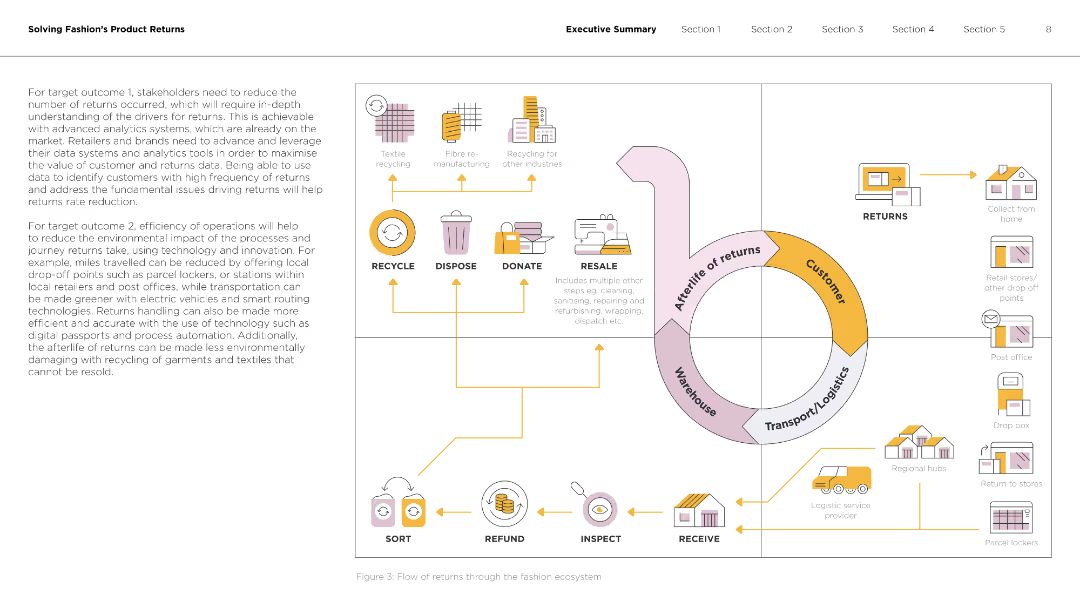 Solving Fashion's Product Returns
Executive Summary
Section 1
Section 2
Section 3
Section 4
Section 5
8
For target outcome 1, stakeholders need to reduce the
number of returns occurred, which will require in-depth
understanding of the drivers for returns. This is achievable
with advanced analytics systems, which are already on the
market. Retailers and brands need to advance and leverage
their data systems and analytics tools in order to maximise
the value of customer and returns data. Being able to use
data to identify customers with high frequency of returns
and address the fundamental issues driving returns will help
returns rate reduction.
For target outcome 2, efficiency of operations will help
to reduce the environmental impact of the processes and
journey returns take, using technology and innovation. For
example, miles travelled can be reduced by offering local
drop-off points such as parcel lockers, or stations within
local retailers and post offices, while transportation can
be made greener with electric vehicles and smart routing
technologies. Returns handling can also be made more
efficient and accurate with the use of technology such as
digital passports and process automation. Additionally,
the afterlife of returns can be made less environmentally
damaging with recycling of garments and textiles that
cannot be resold.
Textile
recycling
Fibre re-
manufacturing
Recycling for
other industries
RECYCLE
DISPOSE
DONATE
RESALE
Includes multiple other
steps eg. cleaning,
sanitising, repairing and
refurbishing, wrapping,
dispatch etc.
Afterlife of returns
Customer
Warehouse
Transport/Logistics
RETURNS
Collect from
home
Retail stores/
other drop off
points
Post office
Drop box
Return to stores
Parcel lockers
Regional hubs
Logistic service
provider
SORT
REFUND
INSPECT
RECEIVE
Figure 3: Flow of returns through the fashion ecosystem